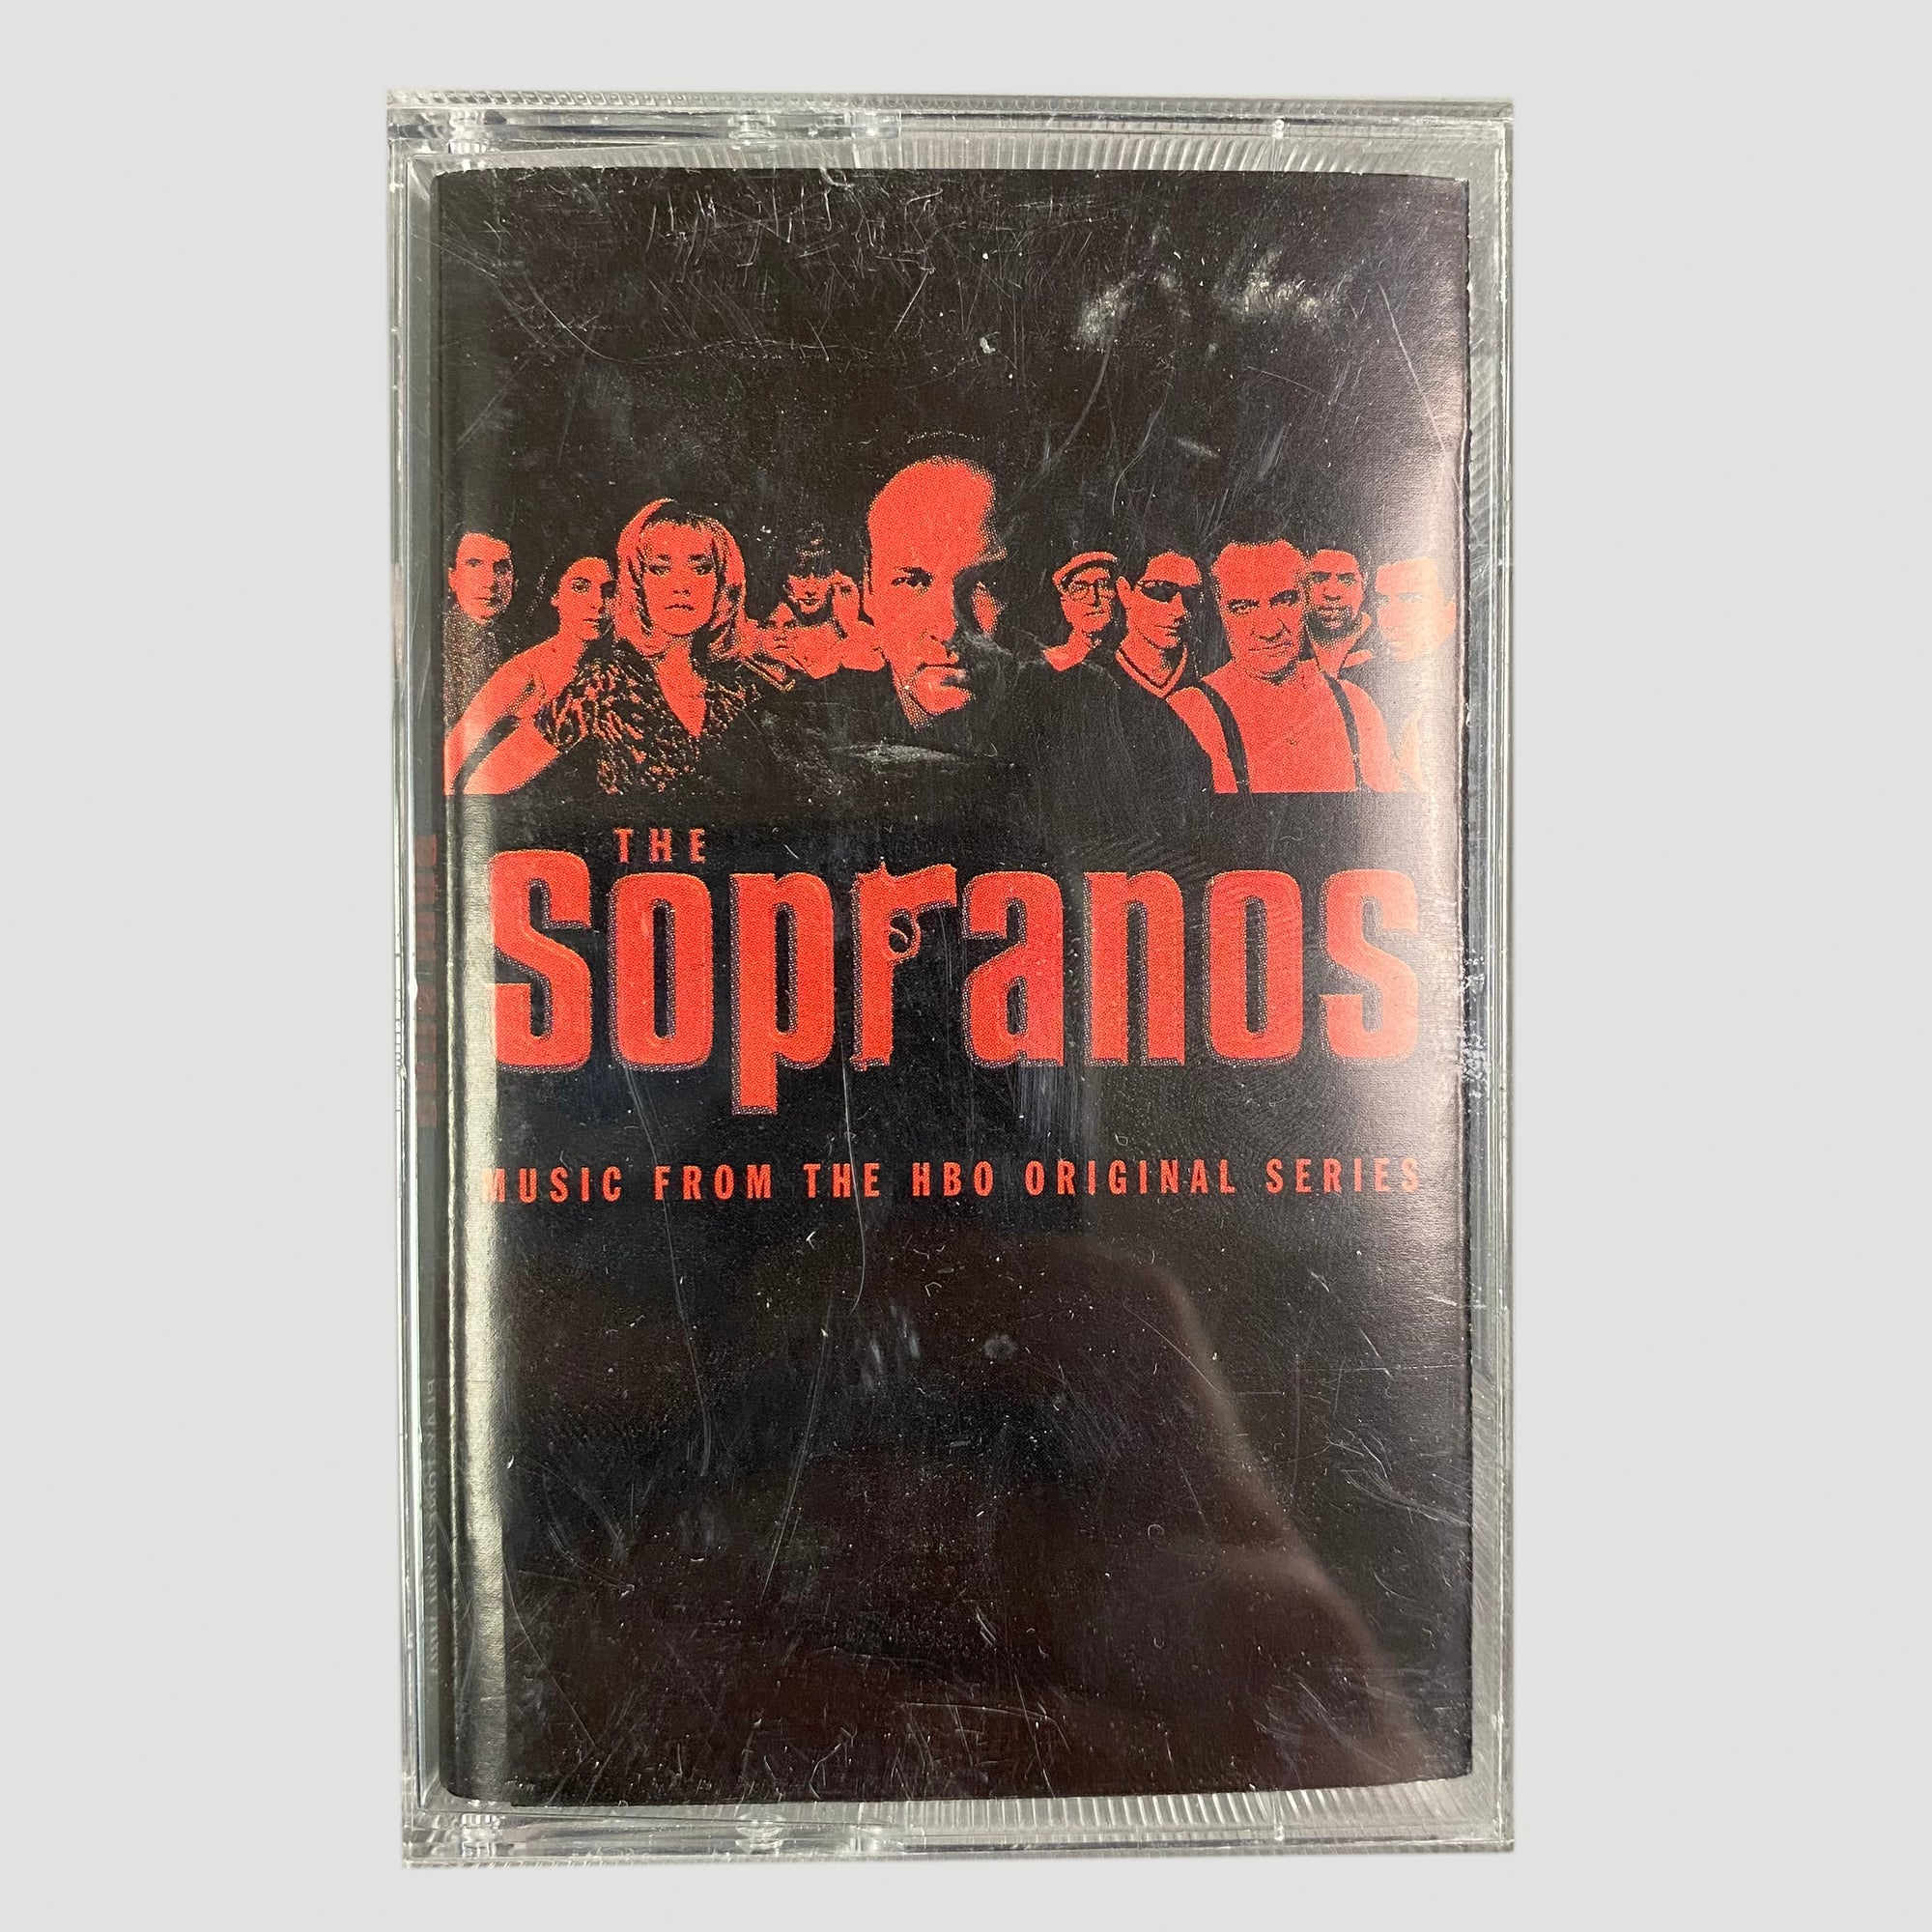 THE
Sopranos
MUSIC FROM THE HBO ORIGINAL SERIES